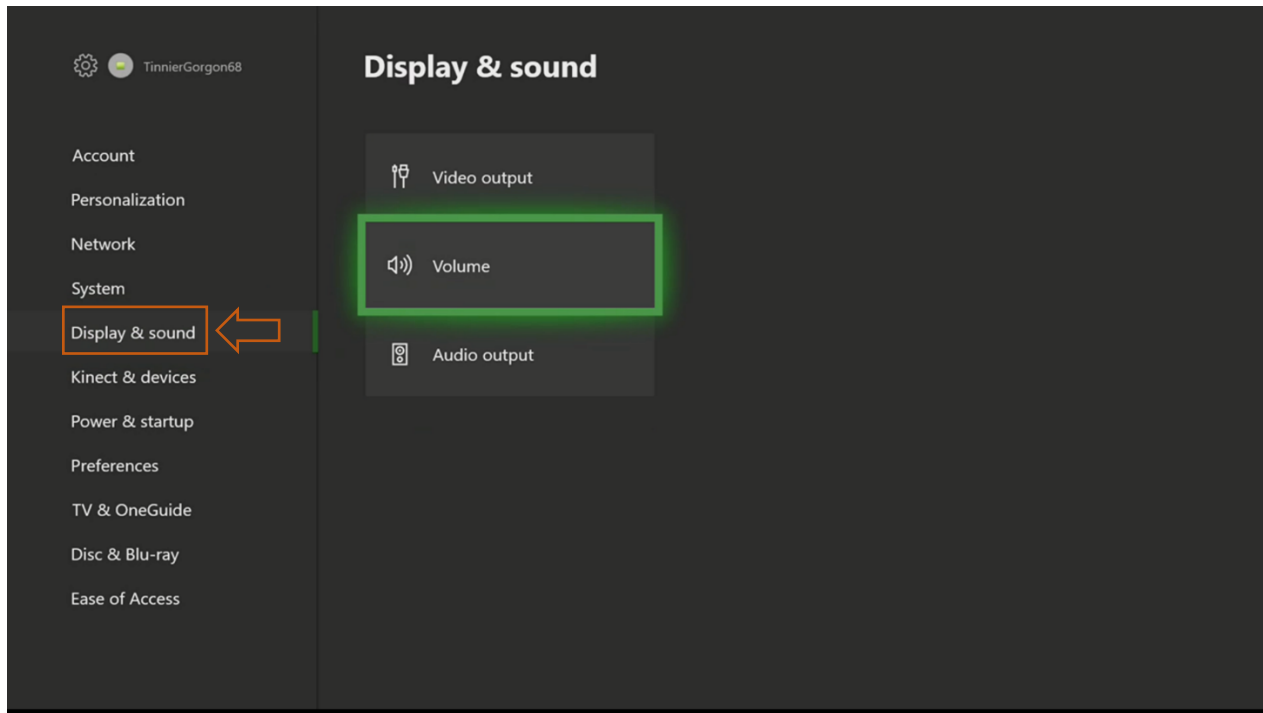 TinnierGorgon68
Account
Personalization
Network
System
Display & sound
Kinect & devices
Power & startup
Preferences
TV & OneGuide
Disc & Blu-ray
Ease of Access
Display & sound
Video output
Volume
Audio output